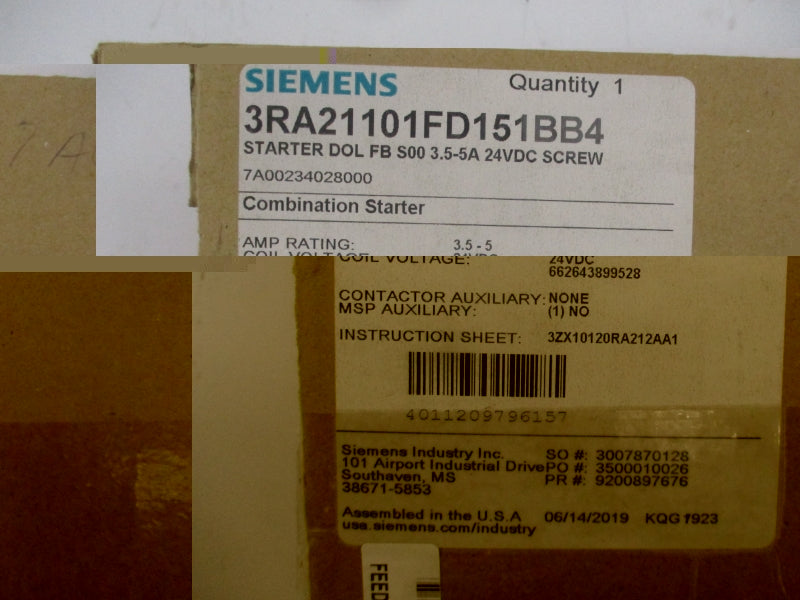 SIEMENS Quantity 1
3RA21101FD151BB4
STARTER DOL FB S00 3.5-5A 24VDC SCREW
7A00234028000
Combination Starter
7 A
AMP RATING: 3.5 - 5
COIL VOLTAGE: 24VDC
662643899528
CONTACTOR AUXILIARY: NONE
MSP AUXILIARY: (1) NO
INSTRUCTION SHEET: 3ZX10120RA212AA1
4011209796157
Siemens Industry Inc. SO #: 3007870128
101 Airport Industrial Drive PO #: 3500010026
Southaven, MS PR #: 9200897676
38671-5853
Assembled in the U.S.A 06/14/2019 KQG 1923
usa.siemens.com/industry
FEED